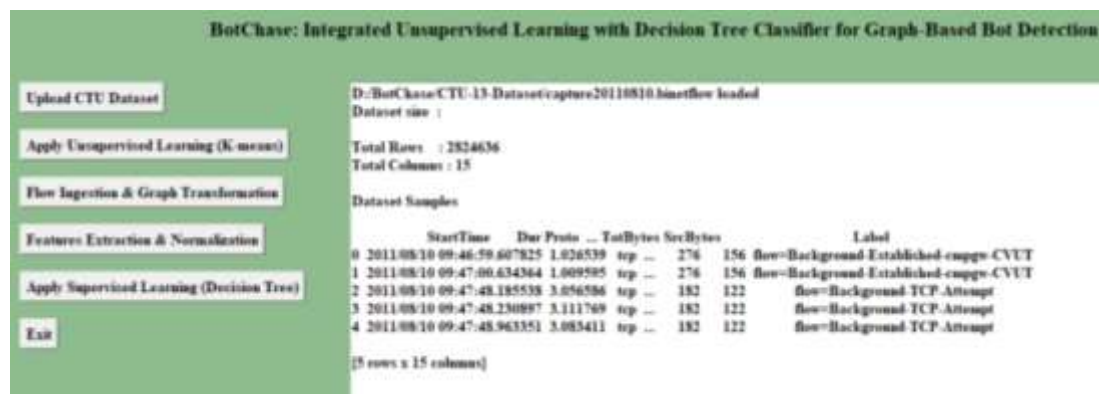 BotChase: Integrated Unsupervised Learning with Decision Tree Classifier for Graph-Based Bot Detection
Upload CTU Dataset
Apply Unsupervised Learning (K-means)
Flow Ingestion & Graph Transformation
Features Extraction & Normalization
Apply Supervised Learning (Decision Tree)
Exit
D:/BotChase/CTU-13-Dataset/capture20110810.binetflow loaded
Dataset size :
Total Rows : 2824636
Total Columns : 15
Dataset Samples
StartTime Dur Proto ... TotBytes SrcBytes Label
0 2011/08/10 09:46:59.607825 1.026539 tcp ... 276 156 flow=Background-Established-cmpgw-CVUT
1 2011/08/10 09:47:00.634364 1.009595 tcp ... 276 156 flow=Background-Established-cmpgw-CVUT
2 2011/08/10 09:47:48.185538 3.056586 tcp ... 182 122 flow=Background-TCP-Attempt
3 2011/08/10 09:47:48.230897 3.111769 tcp ... 182 122 flow=Background-TCP-Attempt
4 2011/08/10 09:47:48.963351 3.083411 tcp ... 182 122 flow=Background-TCP-Attempt
[5 rows x 15 columns]